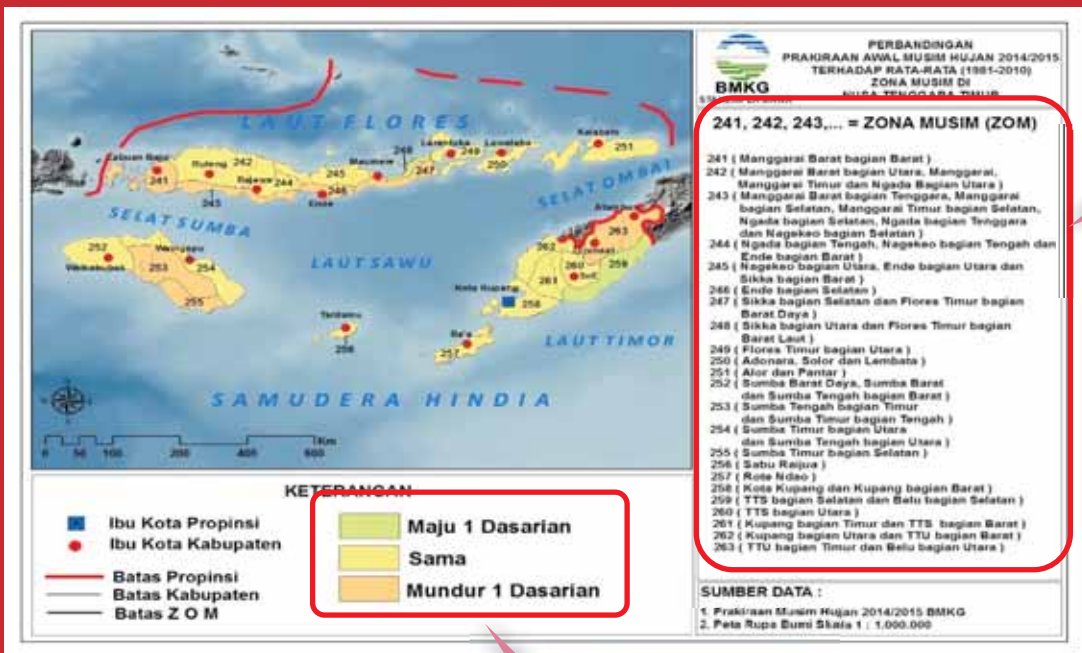 PERBANDINGAN
PRAKIRAAN AWAL MUSIM HUJAN 2014/2015
TERHADAP RATA-RATA (1981-2010)
ZONA MUSIM DI
NUSA TENGGARA TIMUR
BMKG
241, 242, 243,... = ZONA MUSIM (ZOM)
241 ( Manggarai Barat bagian Barat )
242 ( Manggarai Barat bagian Utara, Manggarai,
Manggarai Timur dan Ngada Bagian Utara )
243 ( Manggarai Barat bagian Tenggara, Manggarai
bagian Selatan, Manggarai Timur bagian Selatan,
Ngada bagian Selatan, Ngada bagian Tenggara
dan Nagekeo bagian Selatan )
244 ( Ngada bagian Tengah, Nagekeo bagian Tengah dan
Ende bagian Barat )
245 ( Nagekeo bagian Utara, Ende bagian Utara dan
Sikka bagian Barat )
246 ( Ende bagian Selatan )
247 ( Sikka bagian Selatan dan Flores Timur bagian
Barat Daya )
248 ( Sikka bagian Utara dan Flores Timur bagian
Barat Laut )
249 ( Flores Timur bagian Utara )
250 ( Adonara, Solor dan Lembata )
251 ( Alor dan Pantar )
252 ( Sumba Barat Daya, Sumba Barat
dan Sumba Tengah bagian Barat )
253 ( Sumba Tengah bagian Timur
dan Sumba Timur bagian Tengah )
254 ( Sumba Timur bagian Utara
dan Sumba Tengah bagian Utara )
255 ( Sumba Timur bagian Selatan )
256 ( Sabu Raijua )
257 ( Rote Ndao )
258 ( Kota Kupang dan Kupang bagian Barat )
259 ( TTS bagian Selatan dan Belu bagian Selatan )
260 ( TTS bagian Utara )
261 ( Kupang bagian Timur dan TTS bagian Barat )
262 ( Kupang bagian Utara dan TTU bagian Barat )
263 ( TTU bagian Timur dan Belu bagian Utara )
SUMBER DATA :
1. Prakiraan Musim Hujan 2014/2015 BMKG
2. Peta Rupa Bumi Skala 1 : 1.000.000
LAUT FLORES
Kalabahi
251
Larantuka
249
Lewoleba
250
248
Labuan Bajo
241
Ruteng
242
Maumere
247
245
Bajawa
244
243
246
Ende
SELAT OMBAI
SELAT SUMBA
Atambua
263
262
259
260
261
SoE
252
Waingapu
Waikabubak
253
254
255
LAUT SAWU
Kota Kupang
258
256
Ba'a
257
LAUT TIMOR
SAMUDERA HINDIA
Km
0 50 100 200 400 600
KETERANGAN
Ibu Kota Propinsi
Ibu Kota Kabupaten
Batas Propinsi
Batas Kabupaten
Batas Z O M
Maju 1 Dasarian
Sama
Mundur 1 Dasarian